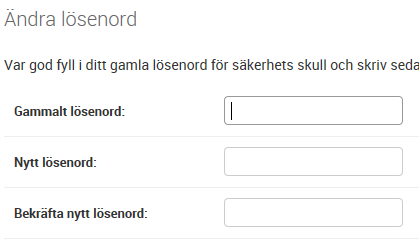 Ändra lösenord
Var god fyll i ditt gamla lösenord för säkerhets skull och skriv seda
Gammalt lösenord:
Nytt lösenord:
Bekräfta nytt lösenord: